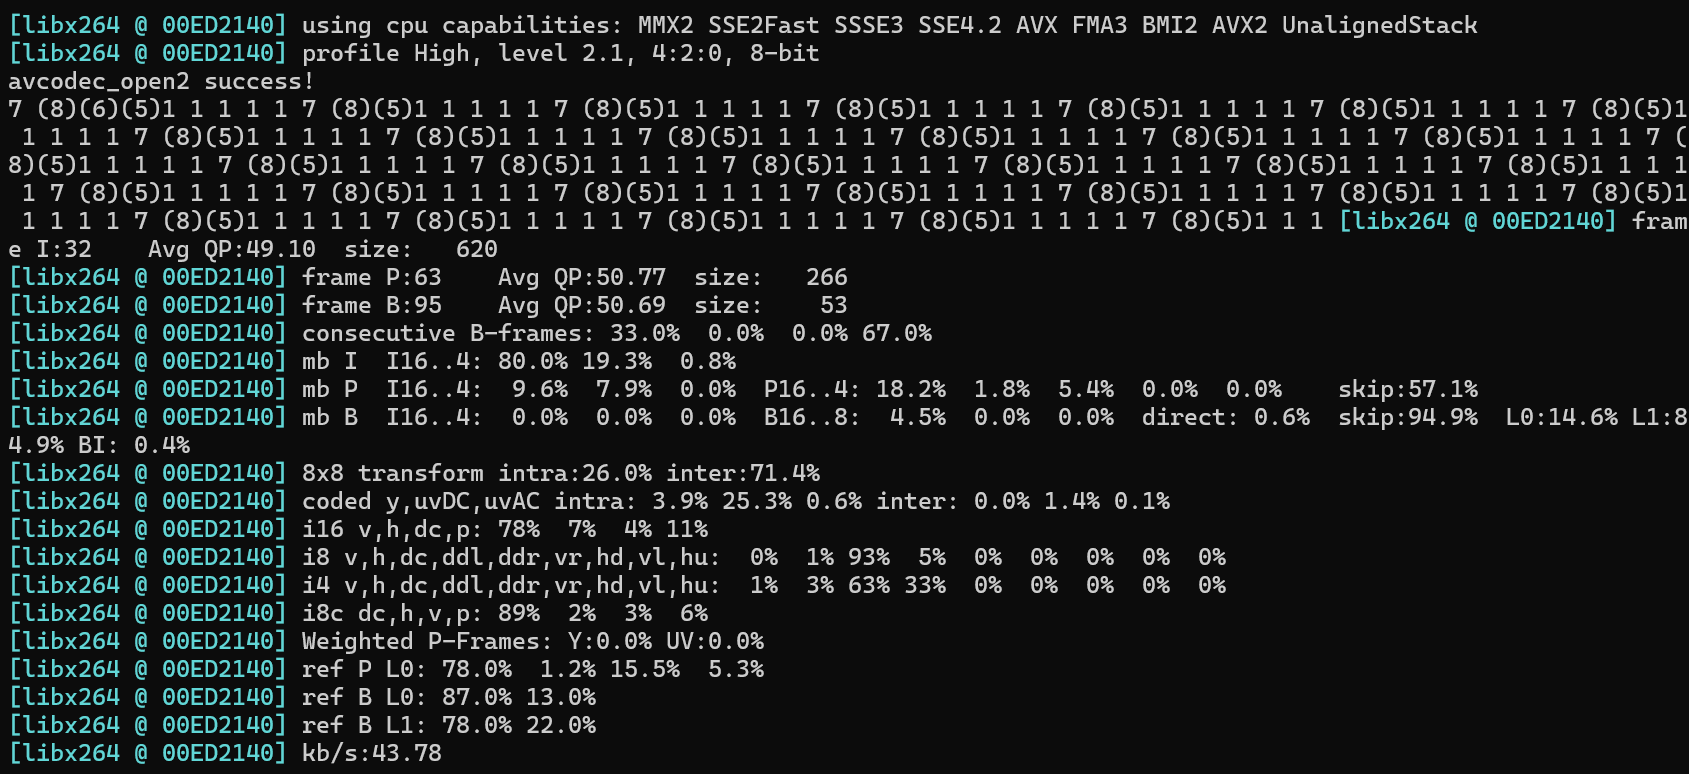 [libx264 @ 00ED2140] using cpu capabilities: MMX2 SSE2Fast SSSE3 SSE4.2 AVX FMA3 BMI2 AVX2 UnalignedStack
[libx264 @ 00ED2140] profile High, level 2.1, 4:2:0, 8-bit
avcodec_open2 success!
7 (8)(6)(5)1 1 1 1 1 7 (8)(5)1 1 1 1 1 7 (8)(5)1 1 1 1 1 7 (8)(5)1 1 1 1 1 7 (8)(5)1 1 1 1 1 7 (8)(5)1 1 1 1 1 7 (8)(5)1
 1 1 1 1 7 (8)(5)1 1 1 1 1 7 (8)(5)1 1 1 1 1 7 (8)(5)1 1 1 1 1 7 (8)(5)1 1 1 1 1 7 (8)(5)1 1 1 1 1 7 (8)(5)1 1 1 1 1 7 (
8)(5)1 1 1 1 1 7 (8)(5)1 1 1 1 1 7 (8)(5)1 1 1 1 1 7 (8)(5)1 1 1 1 1 7 (8)(5)1 1 1 1 1 7 (8)(5)1 1 1 1 1 7 (8)(5)1 1 1 1
 1 7 (8)(5)1 1 1 1 1 7 (8)(5)1 1 1 1 1 7 (8)(5)1 1 1 1 1 7 (8)(5)1 1 1 1 1 7 (8)(5)1 1 1 1 1 7 (8)(5)1 1 1 1 1 7 (8)(5)1
 1 1 1 1 7 (8)(5)1 1 1 1 1 7 (8)(5)1 1 1 1 1 7 (8)(5)1 1 1 1 1 7 (8)(5)1 1 1 1 1 7 (8)(5)1 1 1 [libx264 @ 00ED2140] fram
e I:32    Avg QP:49.10  size:   620
[libx264 @ 00ED2140] frame P:63    Avg QP:50.77  size:   266
[libx264 @ 00ED2140] frame B:95    Avg QP:50.69  size:    53
[libx264 @ 00ED2140] consecutive B-frames: 33.0%  0.0%  0.0% 67.0%
[libx264 @ 00ED2140] mb I  I16..4: 80.0% 19.3%  0.8%
[libx264 @ 00ED2140] mb P  I16..4:  9.6%  7.9%  0.0%  P16..4: 18.2%  1.8%  5.4%  0.0%  0.0%    skip:57.1%
[libx264 @ 00ED2140] mb B  I16..4:  0.0%  0.0%  0.0%  B16..8:  4.5%  0.0%  0.0%  direct: 0.6%  skip:94.9%  L0:14.6% L1:8
4.9% BI: 0.4%
[libx264 @ 00ED2140] 8x8 transform intra:26.0% inter:71.4%
[libx264 @ 00ED2140] coded y,uvDC,uvAC intra: 3.9% 25.3% 0.6% inter: 0.0% 1.4% 0.1%
[libx264 @ 00ED2140] i16 v,h,dc,p: 78%  7%  4% 11%
[libx264 @ 00ED2140] i8 v,h,dc,ddl,ddr,vr,hd,vl,hu:  0%  1% 93%  5%  0%  0%  0%  0%  0%
[libx264 @ 00ED2140] i4 v,h,dc,ddl,ddr,vr,hd,vl,hu:  1%  3% 63% 33%  0%  0%  0%  0%  0%
[libx264 @ 00ED2140] i8c dc,h,v,p: 89%  2%  3%  6%
[libx264 @ 00ED2140] Weighted P-Frames: Y:0.0% UV:0.0%
[libx264 @ 00ED2140] ref P L0: 78.0%  1.2% 15.5%  5.3%
[libx264 @ 00ED2140] ref B L0: 87.0% 13.0%
[libx264 @ 00ED2140] ref B L1: 78.0% 22.0%
[libx264 @ 00ED2140] kb/s:43.78